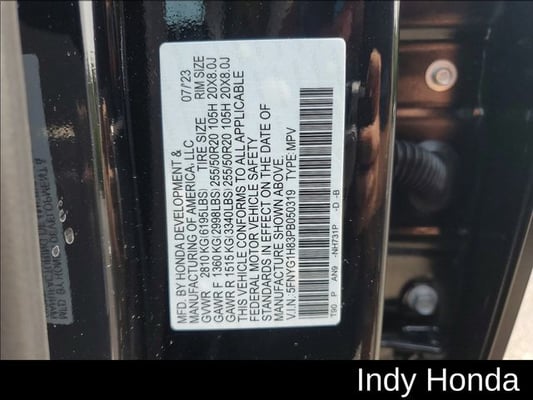 MFD. BY HONDA DEVELOPMENT & 07/'23
MANUFACTURING OF AMERICA, LLC
GVWR 2810 KG(6195LBS) TIRE SIZE RIM SIZE
GAWR F 1360 KG(2998LBS) 255/50R20 105H 20X8.0J
GAWR R 1515 KG(3340LBS) 255/50R20 105H 20X8.0J
THIS VEHICLE CONFORMS TO ALL APPLICABLE
FEDERAL MOTOR VEHICLE SAFETY
STANDARDS IN EFFECT ON THE DATE OF
MANUFACTURE SHOWN ABOVE.
V.I.N. 5FNYG1H83PB050319 TYPE:MPV
T90 P AN9 -NH731P -D -B
Indy Honda